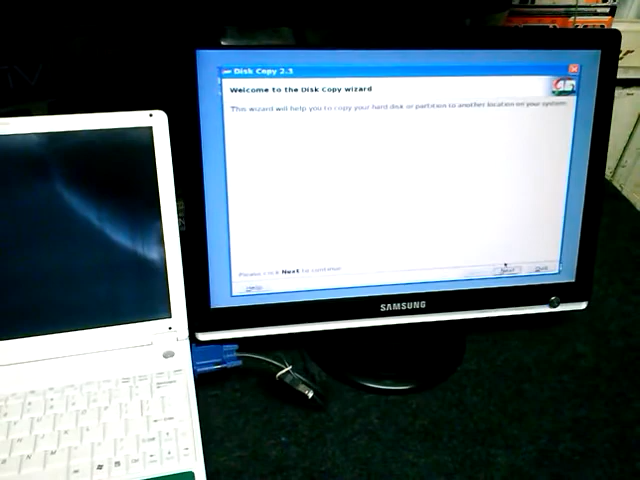 Disk Copy 2.3
Welcome to the Disk Copy wizard
This wizard will help you to copy your hard disk or partition to another location on your system.
Please click Next to continue
Help
Next
Quit
SAMSUNG